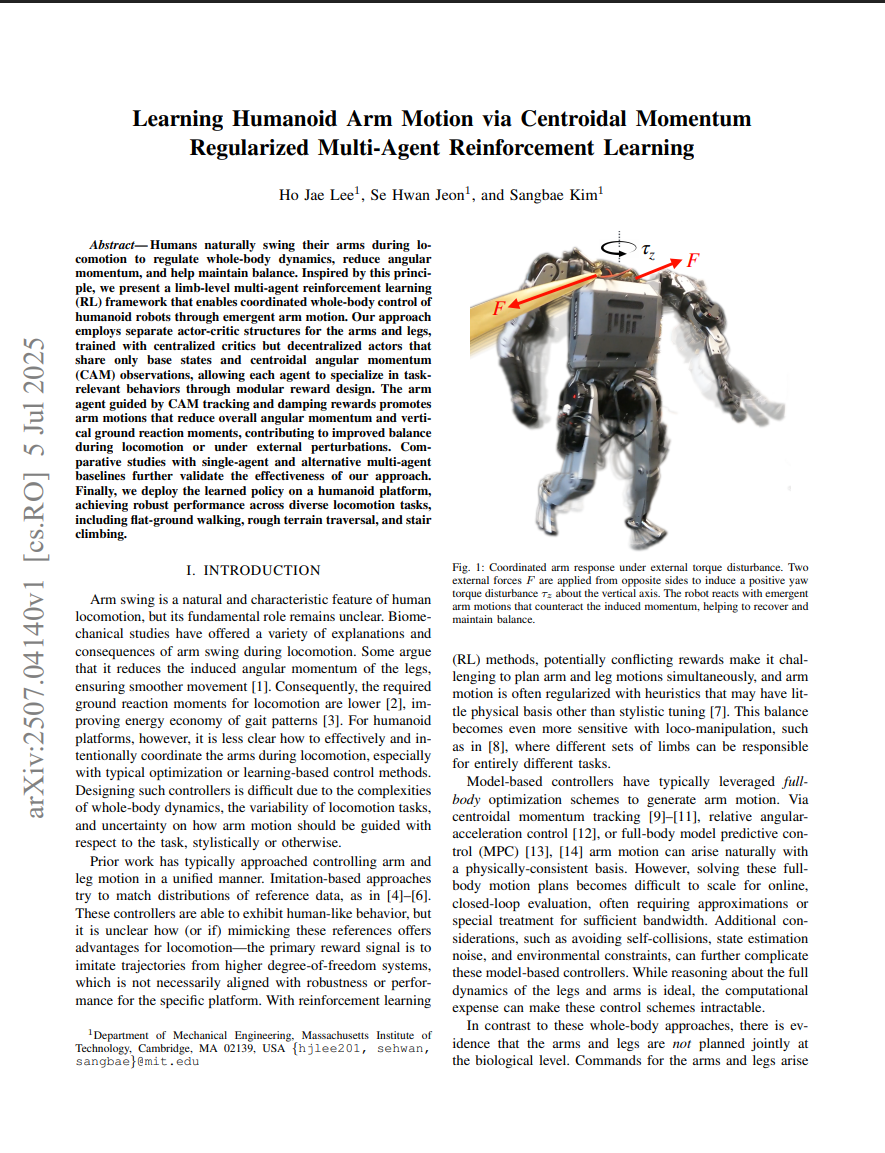 Learning Humanoid Arm Motion via Centroidal Momentum
Regularized Multi-Agent Reinforcement Learning
Ho Jae Lee1, Se Hwan Jeon1, and Sangbae Kim1
arXiv:2507.04140v1 [cs.RO] 5 Jul 2025
Abstract—Humans naturally swing their arms during lo-
comotion to regulate whole-body dynamics, reduce angular
momentum, and help maintain balance. Inspired by this princi-
ple, we present a limb-level multi-agent reinforcement learning
(RL) framework that enables coordinated whole-body control of
humanoid robots through emergent arm motion. Our approach
employs separate actor-critic structures for the arms and legs,
trained with centralized critics but decentralized actors that
share only base states and centroidal angular momentum
(CAM) observations, allowing each agent to specialize in task-
relevant behaviors through modular reward design. The arm
agent guided by CAM tracking and damping rewards promotes
arm motions that reduce overall angular momentum and verti-
cal ground reaction moments, contributing to improved balance
during locomotion or under external perturbations. Com-
parative studies with single-agent and alternative multi-agent
baselines further validate the effectiveness of our approach.
Finally, we deploy the learned policy on a humanoid platform,
achieving robust performance across diverse locomotion tasks,
including flat-ground walking, rough terrain traversal, and stair
climbing.
I. INTRODUCTION
Arm swing is a natural and characteristic feature of human
locomotion, but its fundamental role remains unclear. Biome-
chanical studies have offered a variety of explanations and
consequences of arm swing during locomotion. Some argue
that it reduces the induced angular momentum of the legs,
ensuring smoother movement [1]. Consequently, the required
ground reaction moments for locomotion are lower [2], im-
proving energy economy of gait patterns [3]. For humanoid
platforms, however, it is less clear how to effectively and in-
tentionally coordinate the arms during locomotion, especially
with typical optimization or learning-based control methods.
Designing such controllers is difficult due to the complexities
of whole-body dynamics, the variability of locomotion tasks,
and uncertainty on how arm motion should be guided with
respect to the task, stylistically or otherwise.
Prior work has typically approached controlling arm and
leg motion in a unified manner. Imitation-based approaches
try to match distributions of reference data, as in [4]–[6].
These controllers are able to exhibit human-like behavior, but
it is unclear how (or if) mimicking these references offers
advantages for locomotion—the primary reward signal is to
imitate trajectories from higher degree-of-freedom systems,
which is not necessarily aligned with robustness or perfor-
mance for the specific platform. With reinforcement learning
1Department of Mechanical Engineering, Massachusetts Institute of
Technology, Cambridge, MA 02139, USA {hjlee201, sehwan,
sangbae}@mit.edu
τz
F
F
MIT
Fig. 1: Coordinated arm response under external torque disturbance. Two
external forces F are applied from opposite sides to induce a positive yaw
torque disturbance τz about the vertical axis. The robot reacts with emergent
arm motions that counteract the induced momentum, helping to recover and
maintain balance.
(RL) methods, potentially conflicting rewards make it chal-
lenging to plan arm and leg motions simultaneously, and arm
motion is often regularized with heuristics that may have lit-
tle physical basis other than stylistic tuning [7]. This balance
becomes even more sensitive with loco-manipulation, such
as in [8], where different sets of limbs can be responsible
for entirely different tasks.
Model-based controllers have typically leveraged full-
body optimization schemes to generate arm motion. Via
centroidal momentum tracking [9]–[11], relative angular-
acceleration control [12], or full-body model predictive con-
trol (MPC) [13], [14] arm motion can arise naturally with
a physically-consistent basis. However, solving these full-
body motion plans becomes difficult to scale for online,
closed-loop evaluation, often requiring approximations or
special treatment for sufficient bandwidth. Additional con-
siderations, such as avoiding self-collisions, state estimation
noise, and environmental constraints, can further complicate
these model-based controllers. While reasoning about the full
dynamics of the legs and arms is ideal, the computational
expense can make these control schemes intractable.
In contrast to these whole-body approaches, there is ev-
idence that the arms and legs are not planned jointly at
the biological level. Commands for the arms and legs arise